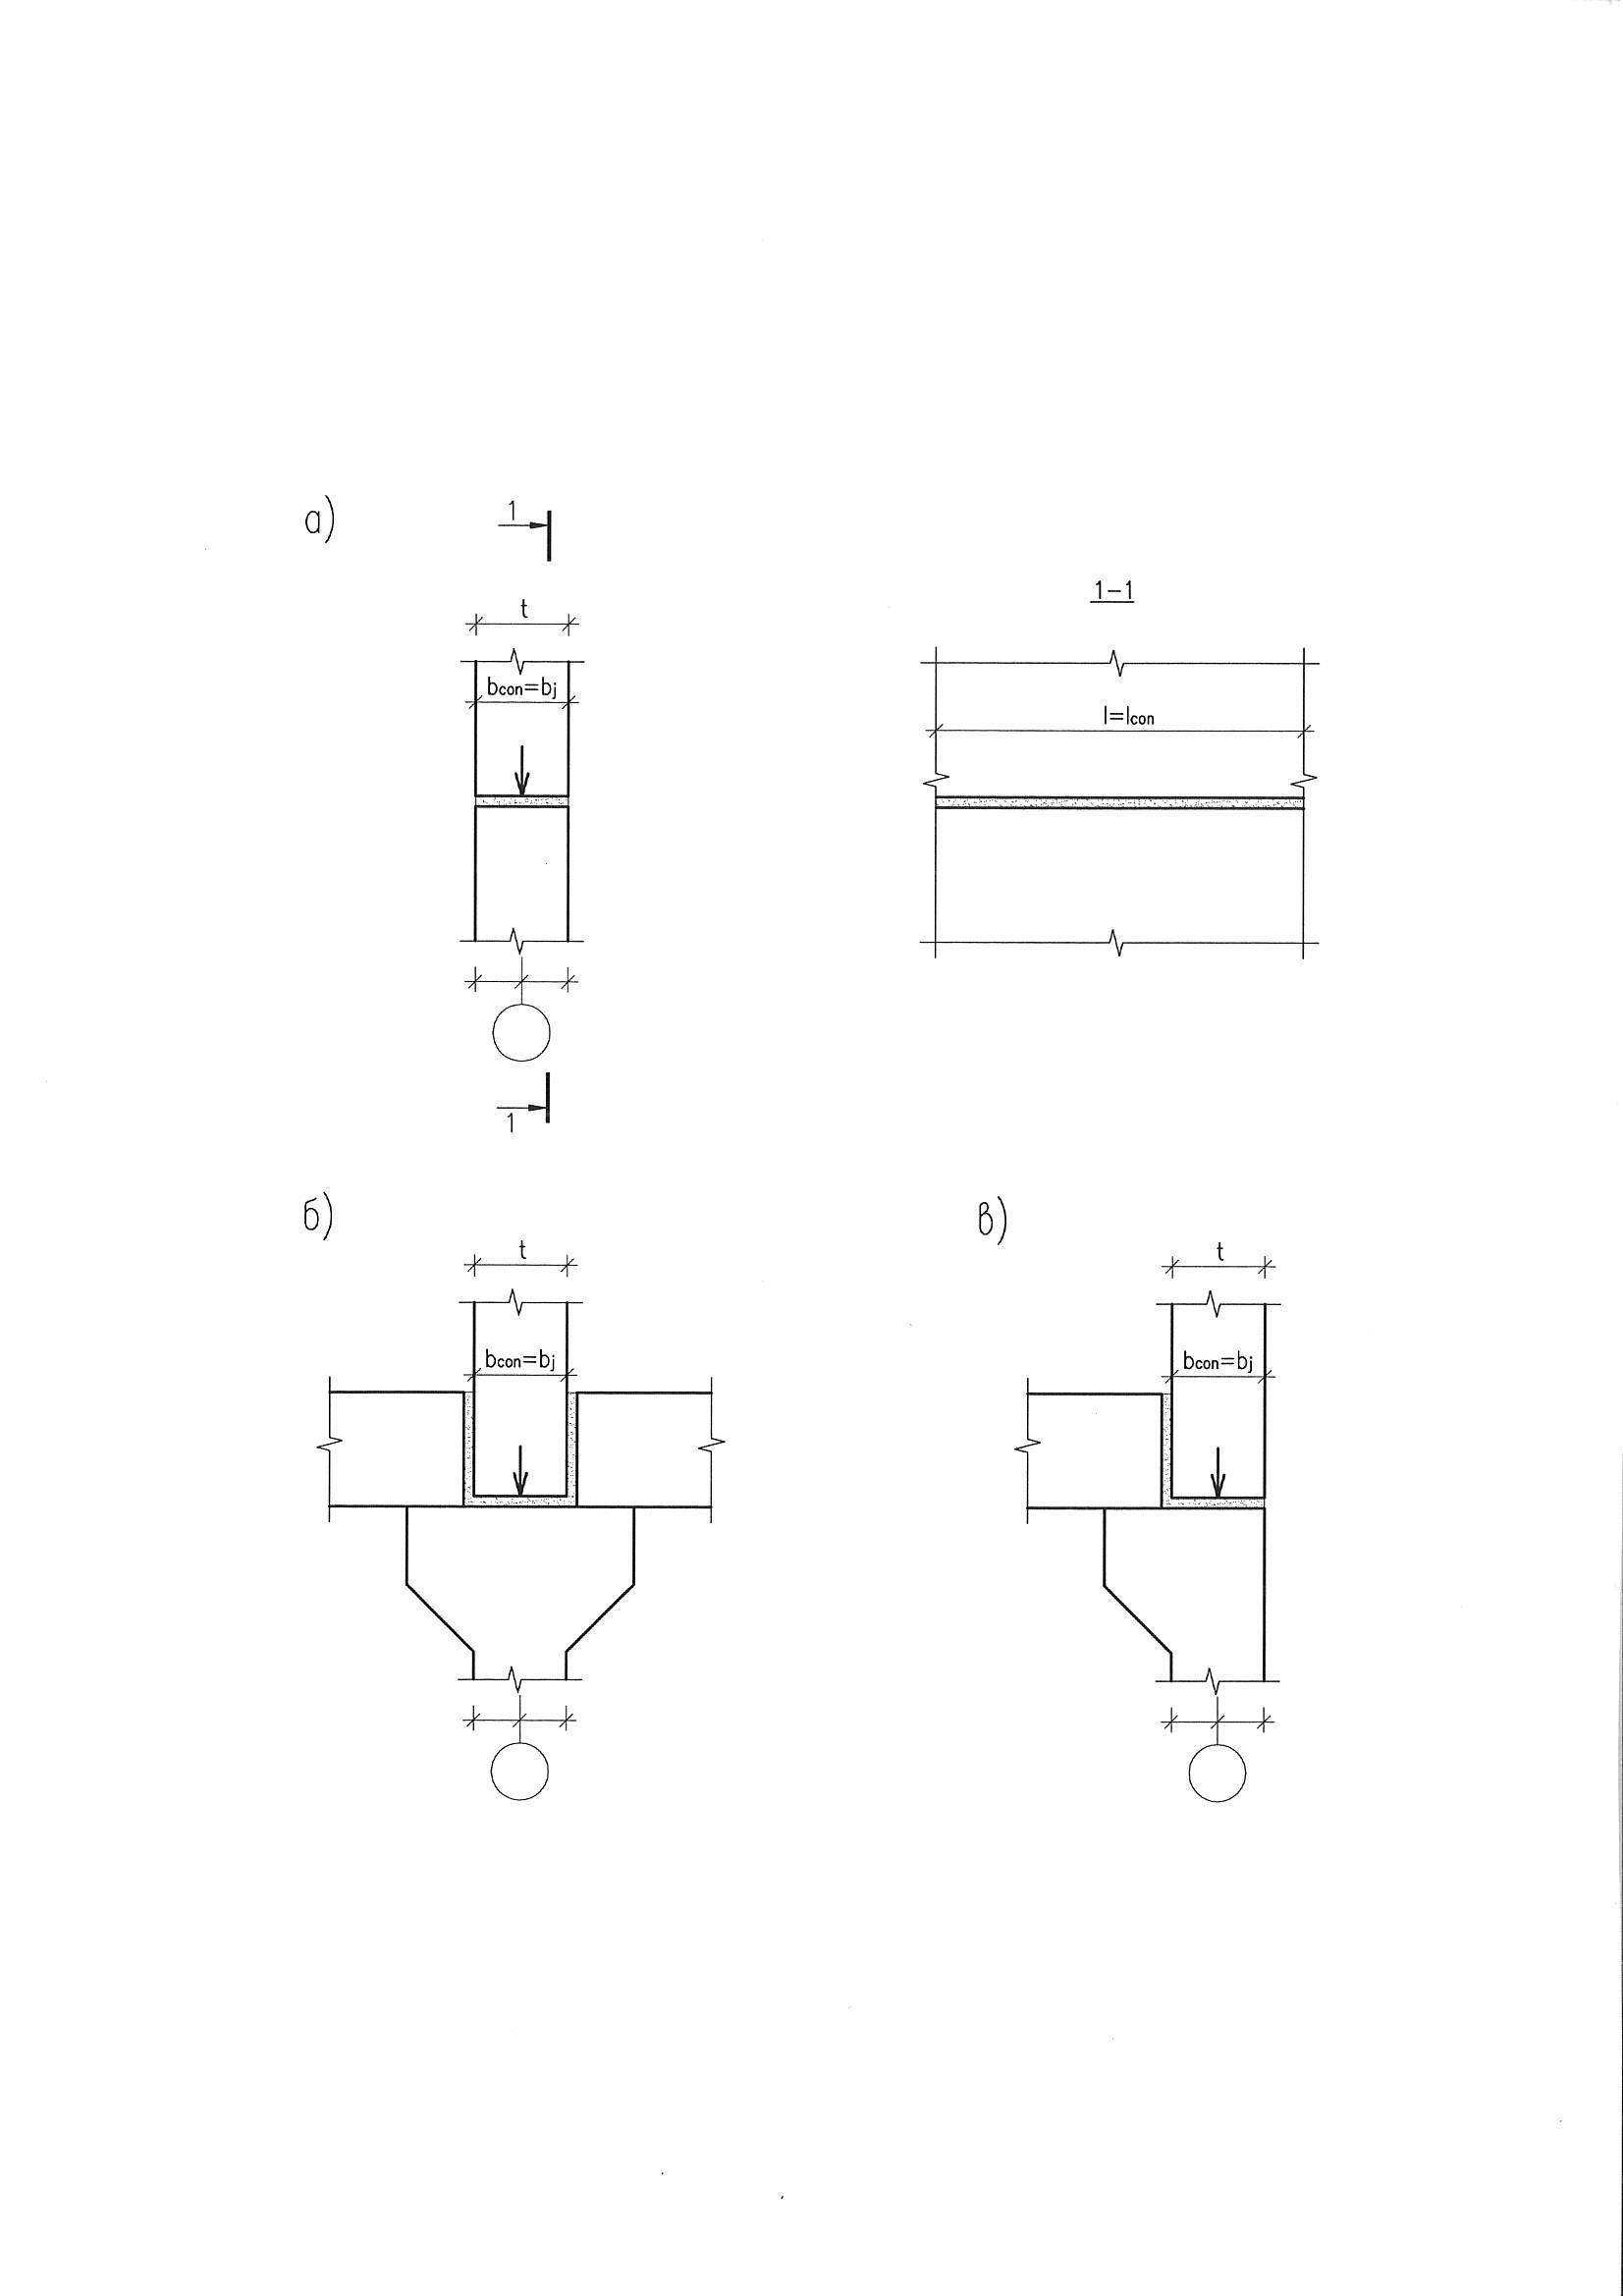 а)
1
1-1
t
bcon=bj
l=lcon
1
б)
в)
t
t
bcon=bj
bcon=bj